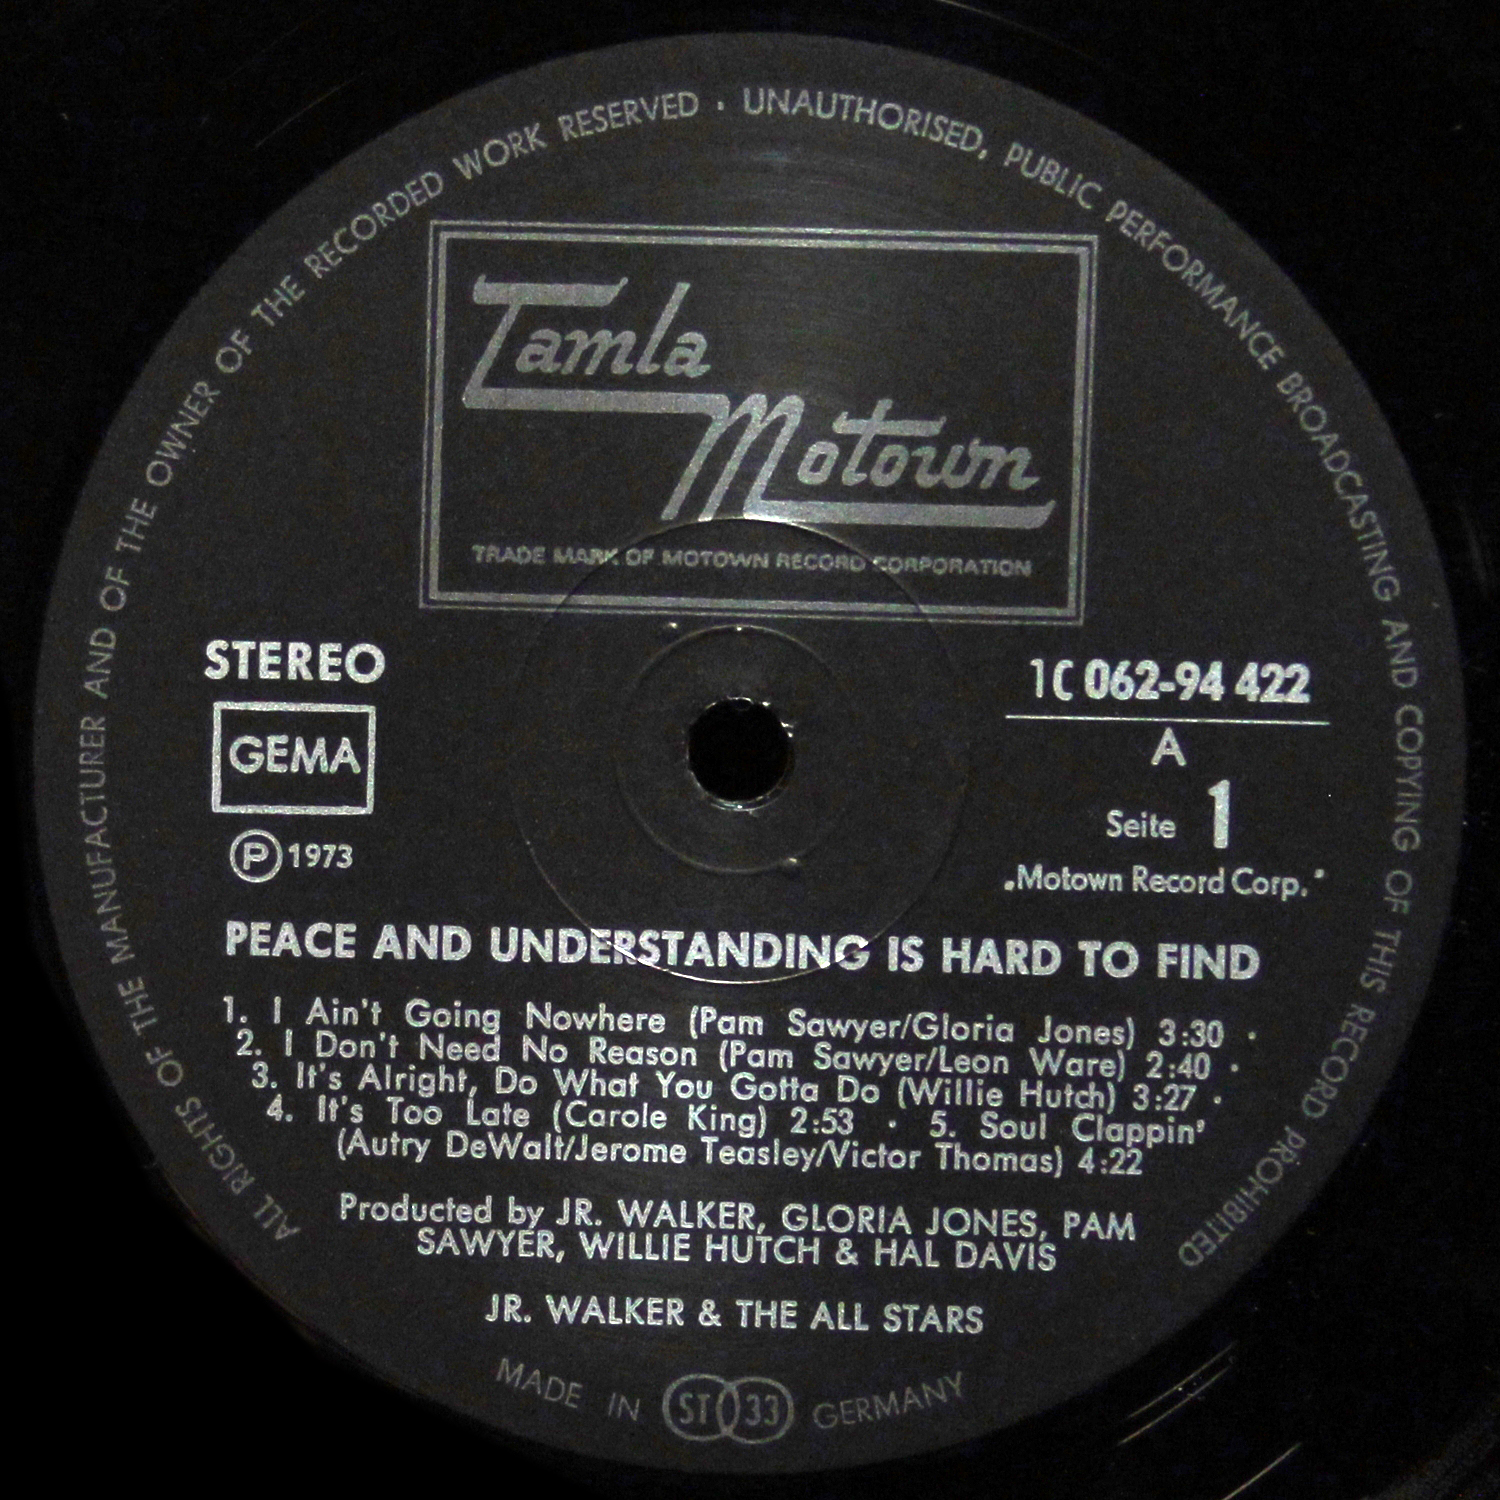 ALL RIGHTS OF THE MANUFACTURER AND OF THE OWNER OF THE RECORDED WORK RESERVED · UNAUTHORISED, PUBLIC PERFORMANCE BROADCASTING AND COPYING OF THIS RECORD PROHIBITED
Tamla
Motown
TRADE MARK OF MOTOWN RECORD CORPORATION
STEREO
GEMA
Ⓟ 1973
1C 062-94 422
A
Seite 1
„Motown Record Corp.“
PEACE AND UNDERSTANDING IS HARD TO FIND
1. I Ain't Going Nowhere (Pam Sawyer/Gloria Jones) 3:30 ·
2. I Don't Need No Reason (Pam Sawyer/Leon Ware) 2:40 ·
3. It's Alright, Do What You Gotta Do (Willie Hutch) 3:27 ·
4. It's Too Late (Carole King) 2:53 · 5. Soul Clappin'
(Autry DeWalt/Jerome Teasley/Victor Thomas) 4:22
Produced by JR. WALKER, GLORIA JONES, PAM
SAWYER, WILLIE HUTCH & HAL DAVIS
JR. WALKER & THE ALL STARS
MADE IN ST 33 GERMANY